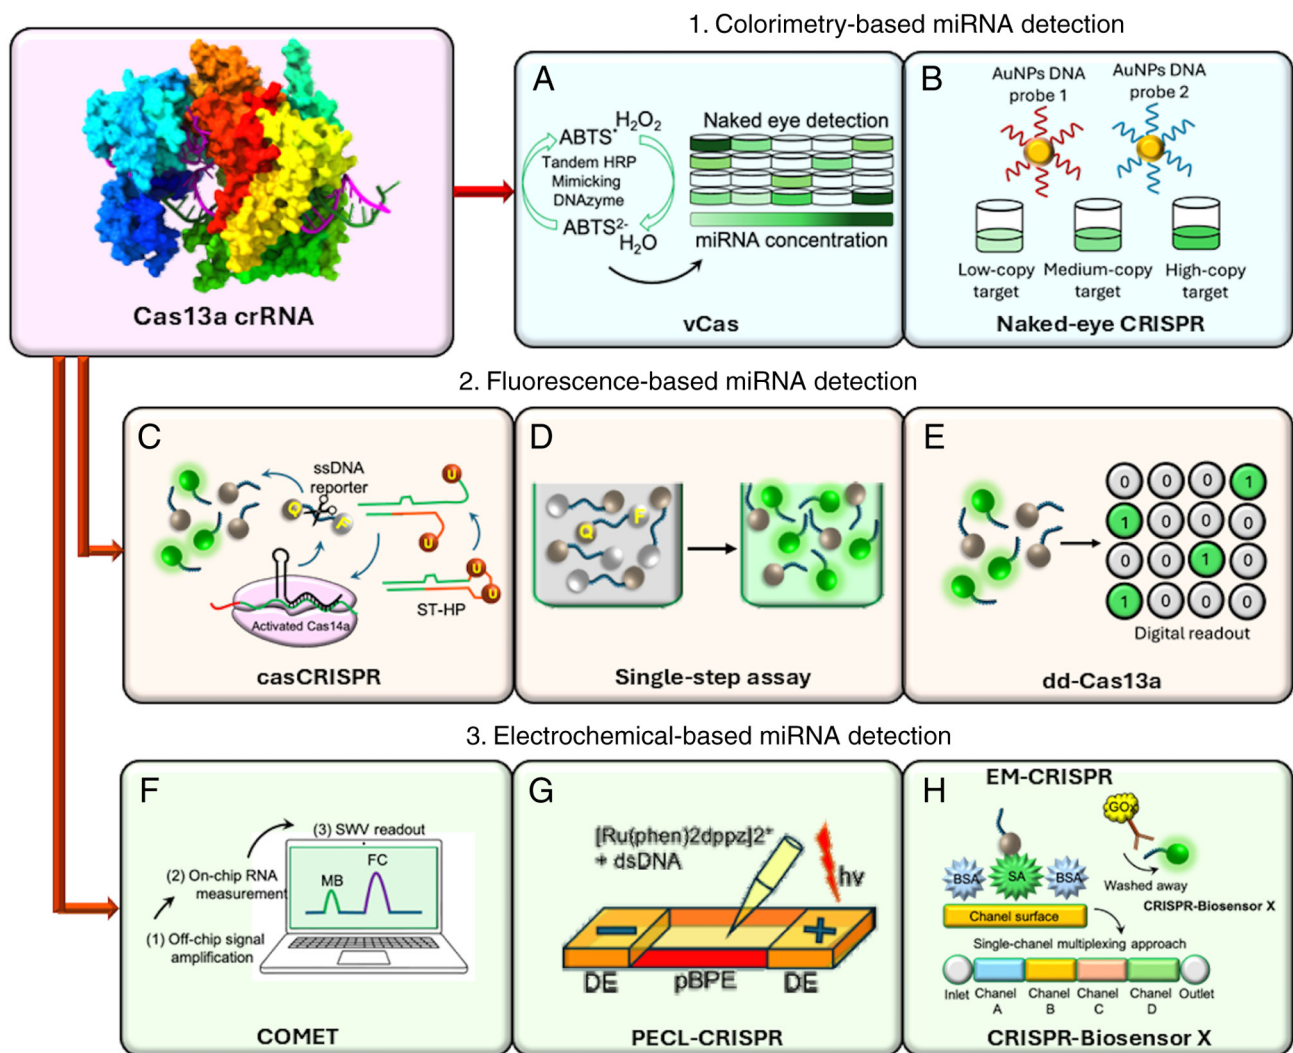 1. Colorimetry-based miRNA detection
Cas13a crRNA
A
ABTS* H₂O₂
Tandem HRP
Mimicking
DNAzyme
ABTS²⁻
H₂O
Naked eye detection
miRNA concentration
vCas
B
AuNPs DNA
probe 1
AuNPs DNA
probe 2
Low-copy
target
Medium-copy
target
High-copy
target
Naked-eye CRISPR
2. Fluorescence-based miRNA detection
C
ssDNA
reporter
Q
F
U
U
U
U
ST-HP
Activated Cas14a
casCRISPR
D
Q
F
Single-step assay
E
0 0 0 1
1 0 0 0
0 0 1 0
1 0 0 0
Digital readout
dd-Cas13a
3. Electrochemical-based miRNA detection
F
(3) SWV readout
(2) On-chip RNA
measurement
(1) Off-chip signal
amplification
MB
FC
COMET
G
[Ru(phen)2dppz]2⁺
+ dsDNA
hv
−
+
DE
pBPE
DE
PECL-CRISPR
H
EM-CRISPR
GOx
BSA
SA
BSA
Washed away
CRISPR-Biosensor X
Chanel surface
Single-channel multiplexing approach
Inlet
Chanel
A
Chanel
B
Chanel
C
Chanel
D
Outlet
CRISPR-Biosensor X